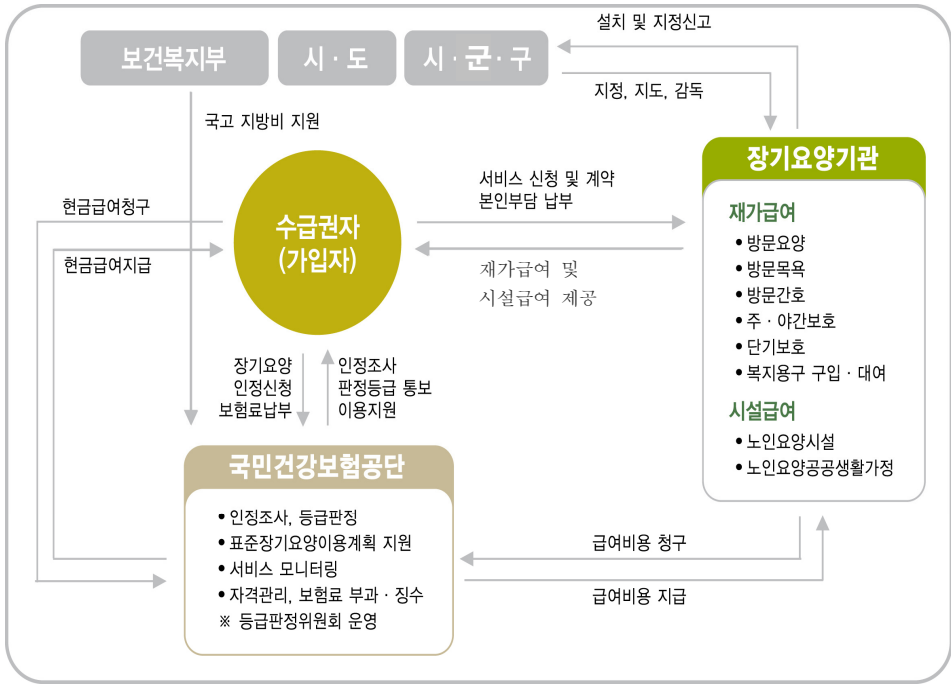 설치 및 지정신고
보건복지부
시 · 도
시 · 군 · 구
지정, 지도, 감독
국고 지방비 지원
장기요양기관
수급권자
(가입자)
서비스 신청 및 계약
본인부담 납부
현금급여청구
현금급여지급
재가급여 및
시설급여 제공
재가급여
• 방문요양
• 방문목욕
• 방문간호
• 주 · 야간보호
• 단기보호
• 복지용구 구입 · 대여
시설급여
• 노인요양시설
• 노인요양공공생활가정
장기요양
인정신청
보험료납부
인정조사
판정등급 통보
이용지원
국민건강보험공단
• 인정조사, 등급판징
• 표준장기요양이용계획 지원
• 서비스 모니터링
• 자격관리, 보험료 부과 · 징수
※ 등급판정위원회 운영
급여비용 청구
급여비용 지급